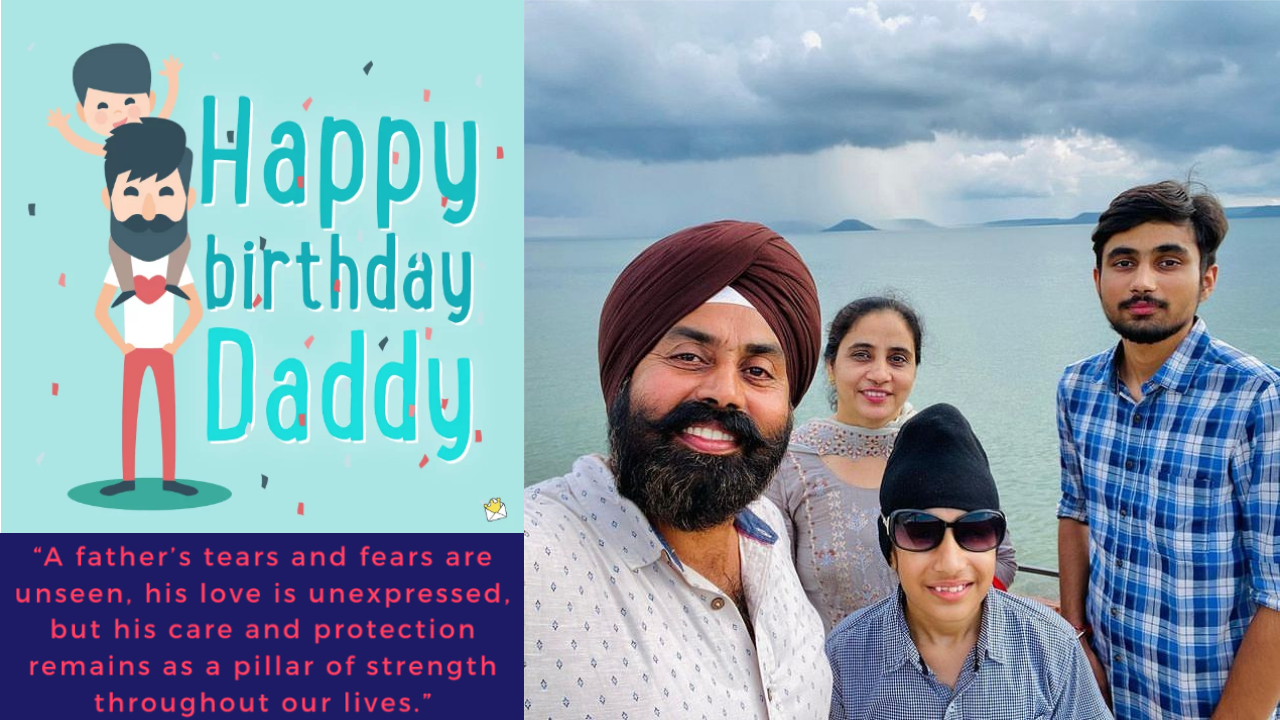 Happy
birthday
Daddy
“A father’s tears and fears are
unseen, his love is unexpressed,
but his care and protection
remains as a pillar of strength
throughout our lives.”